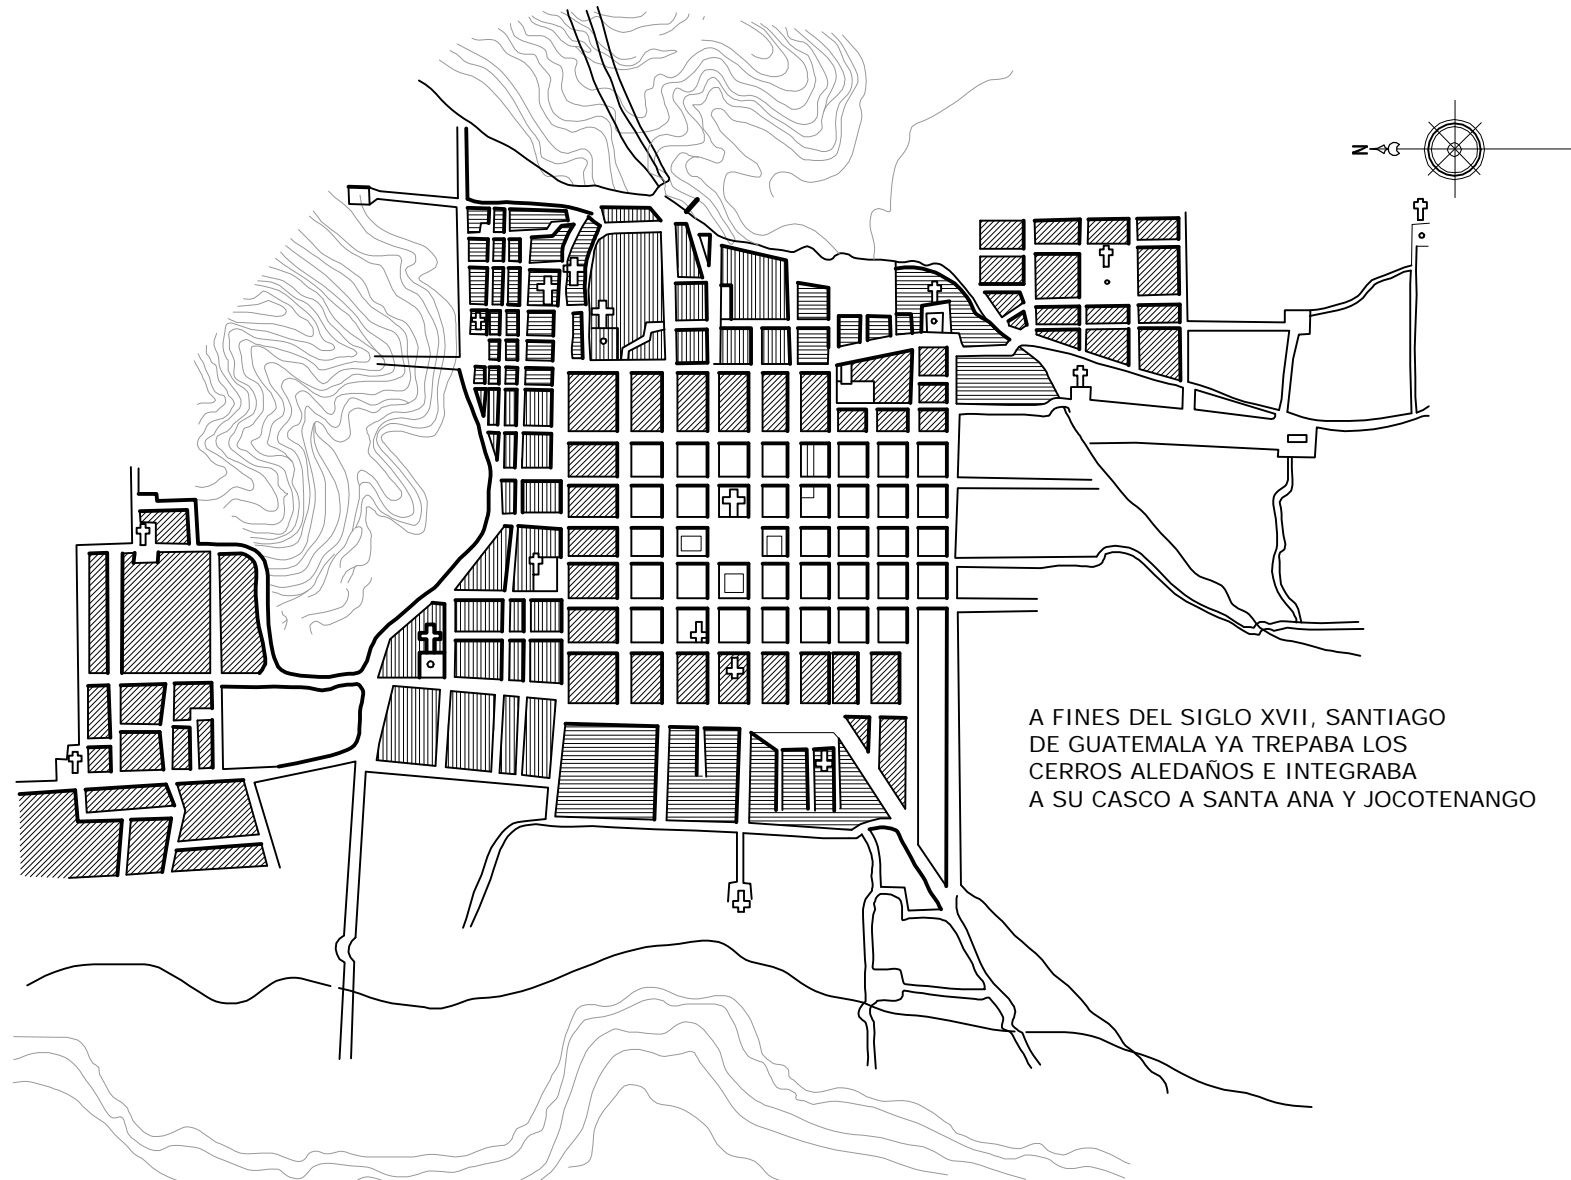 N
A FINES DEL SIGLO XVII, SANTIAGO
DE GUATEMALA YA TREPABA LOS
CERROS ALEDAÑOS E INTEGRABA
A SU CASCO A SANTA ANA Y JOCOTENANGO